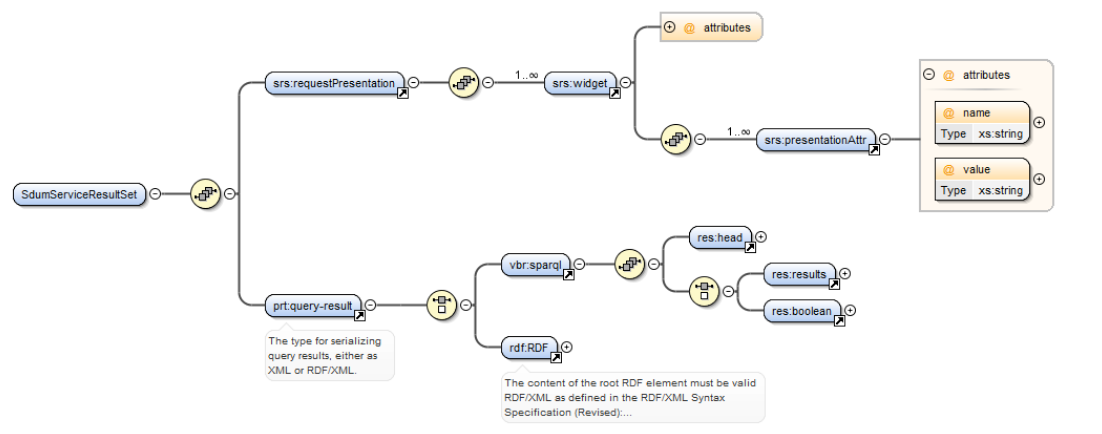 @ attributes
srs:requestPresentation
1..∞
srs:widget
@ attributes
@ name
Type xs:string
1..∞
srs:presentationAttr
@ value
Type xs:string
SdumServiceResultSet
res:head
vbr:sparql
res:results
prt:query-result
res:boolean
The type for serializing
query results, either as
XML or RDF/XML.
rdf:RDF
The content of the root RDF element must be valid
RDF/XML as defined in the RDF/XML Syntax
Specification (Revised):...